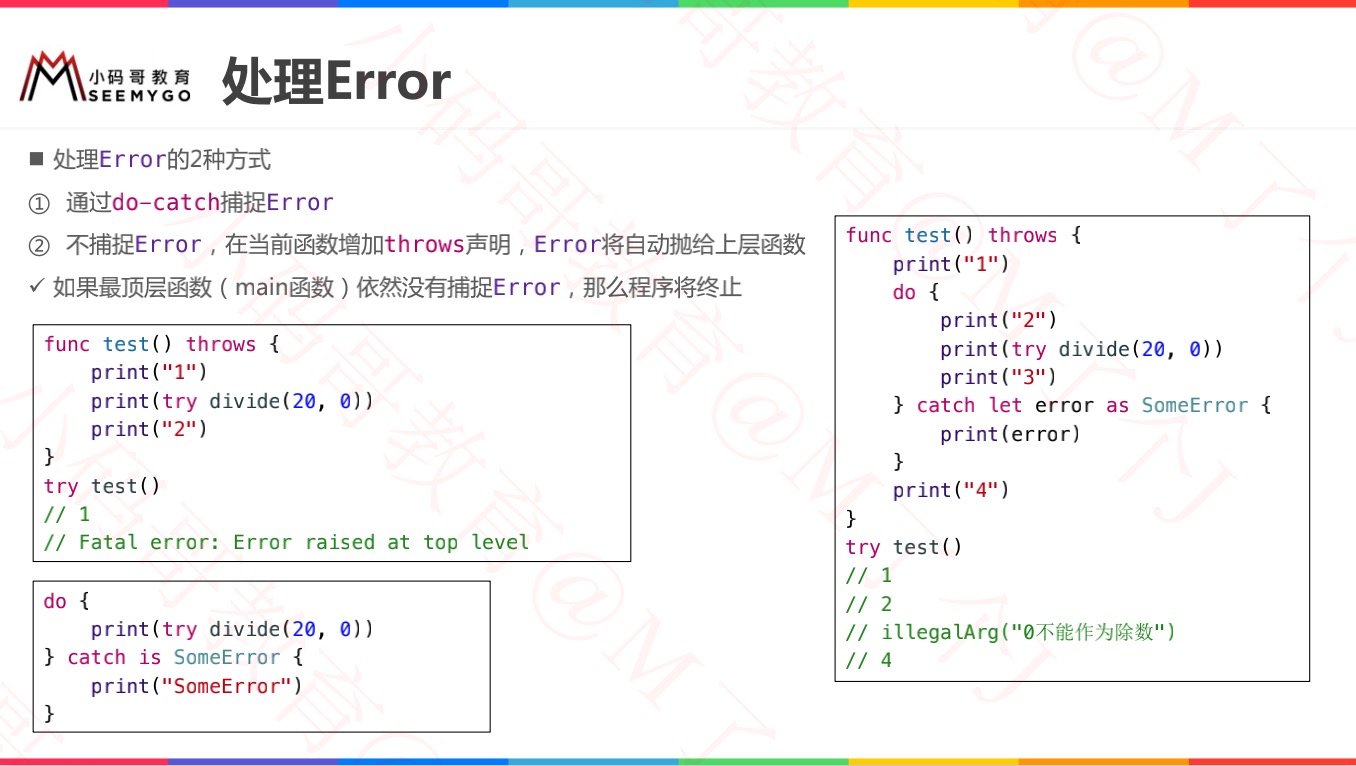 小码哥教育
SEEMYGO
处理Error
■ 处理Error的2种方式
① 通过do-catch捕捉Error
② 不捕捉Error，在当前函数增加throws声明，Error将自动抛给上层函数
✓ 如果最顶层函数（main函数）依然没有捕捉Error，那么程序将终止
func test() throws {
    print("1")
    print(try divide(20, 0))
    print("2")
}
try test()
// 1
// Fatal error: Error raised at top level
do {
    print(try divide(20, 0))
} catch is SomeError {
    print("SomeError")
}
func test() throws {
    print("1")
    do {
        print("2")
        print(try divide(20, 0))
        print("3")
    } catch let error as SomeError {
        print(error)
    }
    print("4")
}
try test()
// 1
// 2
// illegalArg("0不能作为除数")
// 4